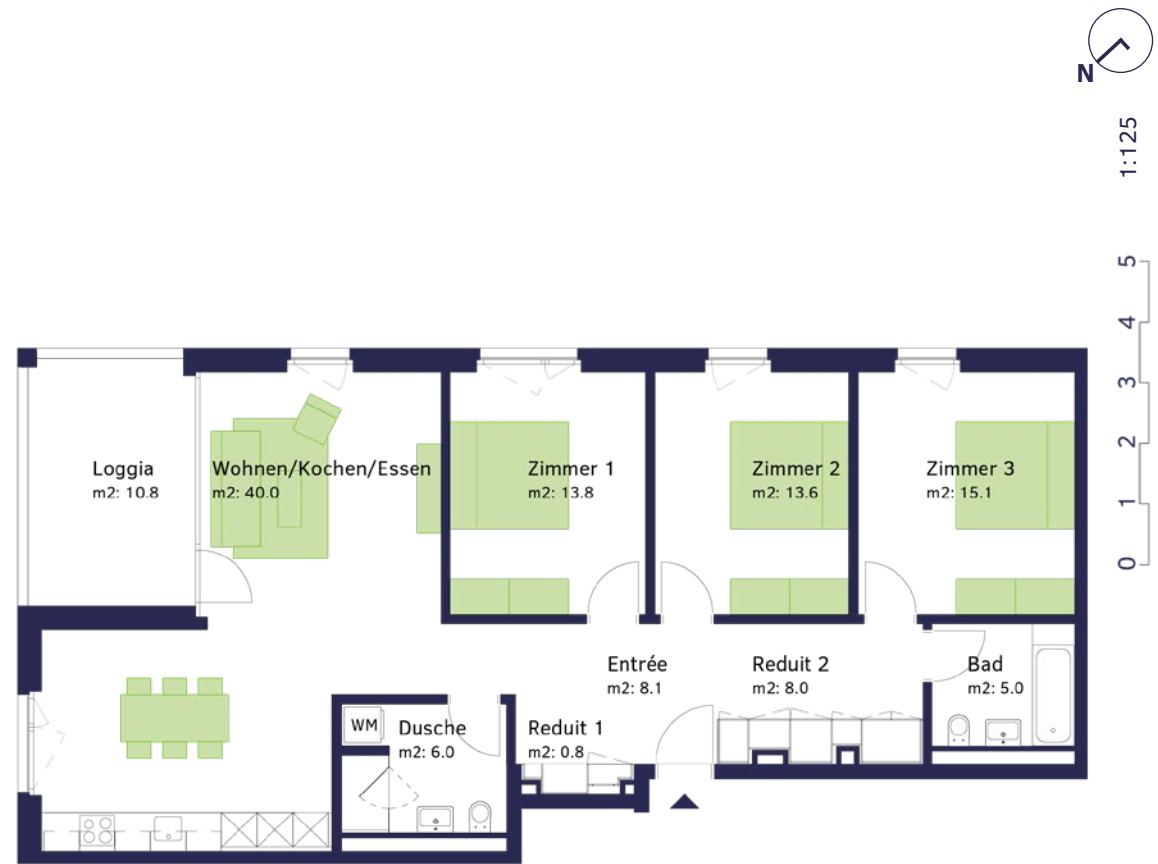 N
1:125
5
4
3
2
1
0
Loggia
m2: 10.8
Wohnen/Kochen/Essen
m2: 40.0
Zimmer 1
m2: 13.8
Zimmer 2
m2: 13.6
Zimmer 3
m2: 15.1
Entrée
m2: 8.1
Reduit 2
m2: 8.0
Bad
m2: 5.0
WM
Dusche
m2: 6.0
Reduit 1
m2: 0.8